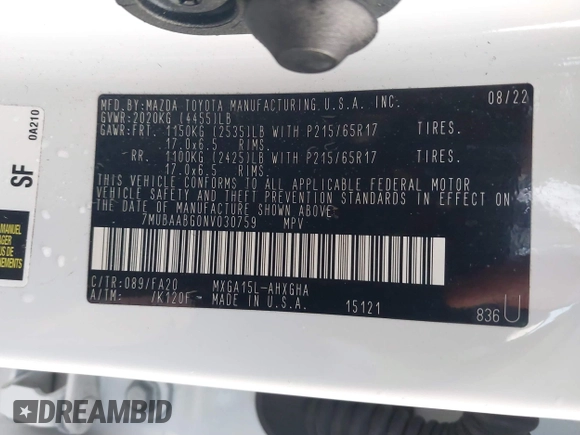 MFD.BY:MAZDA TOYOTA MANUFACTURING.U.S.A. INC. 08/22
GVWR:2020KG (4455)LB
GAWR:FRT. 1150KG (2535)LB WITH P215/65R17 TIRES.
17.0x6.5 RIMS.
RR. 1100KG (2425)LB WITH P215/65R17 TIRES.
17.0x6.5 RIMS.
THIS VEHICLE CONFORMS TO ALL APPLICABLE FEDERAL MOTOR
VEHICLE SAFETY AND BUMPER STANDARDS IN EFFECT ON
THE DATE OF MANUFACTURE SHOWN ABOVE.
7MUBAABG0NV030759 MPV
C/TR:089/FA20 MXGA15L-AHXGHA
A/TM: /K120F MADE IN U.S.A. 15121
836U
SF
0A210
DREAMBID